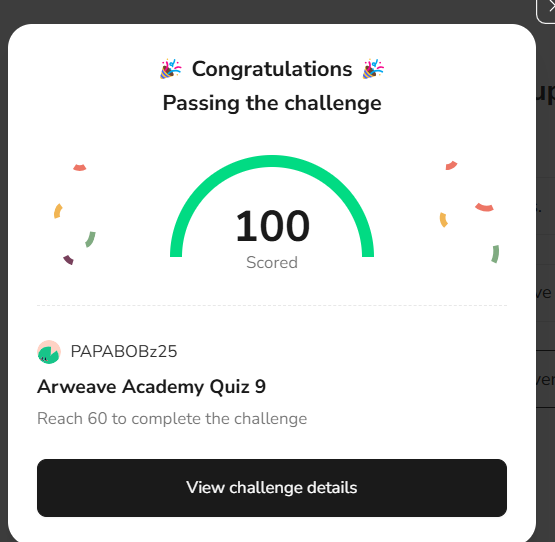 Congratulations
Passing the challenge
100
Scored
PAPABOBz25
Arweave Academy Quiz 9
Reach 60 to complete the challenge
View challenge details